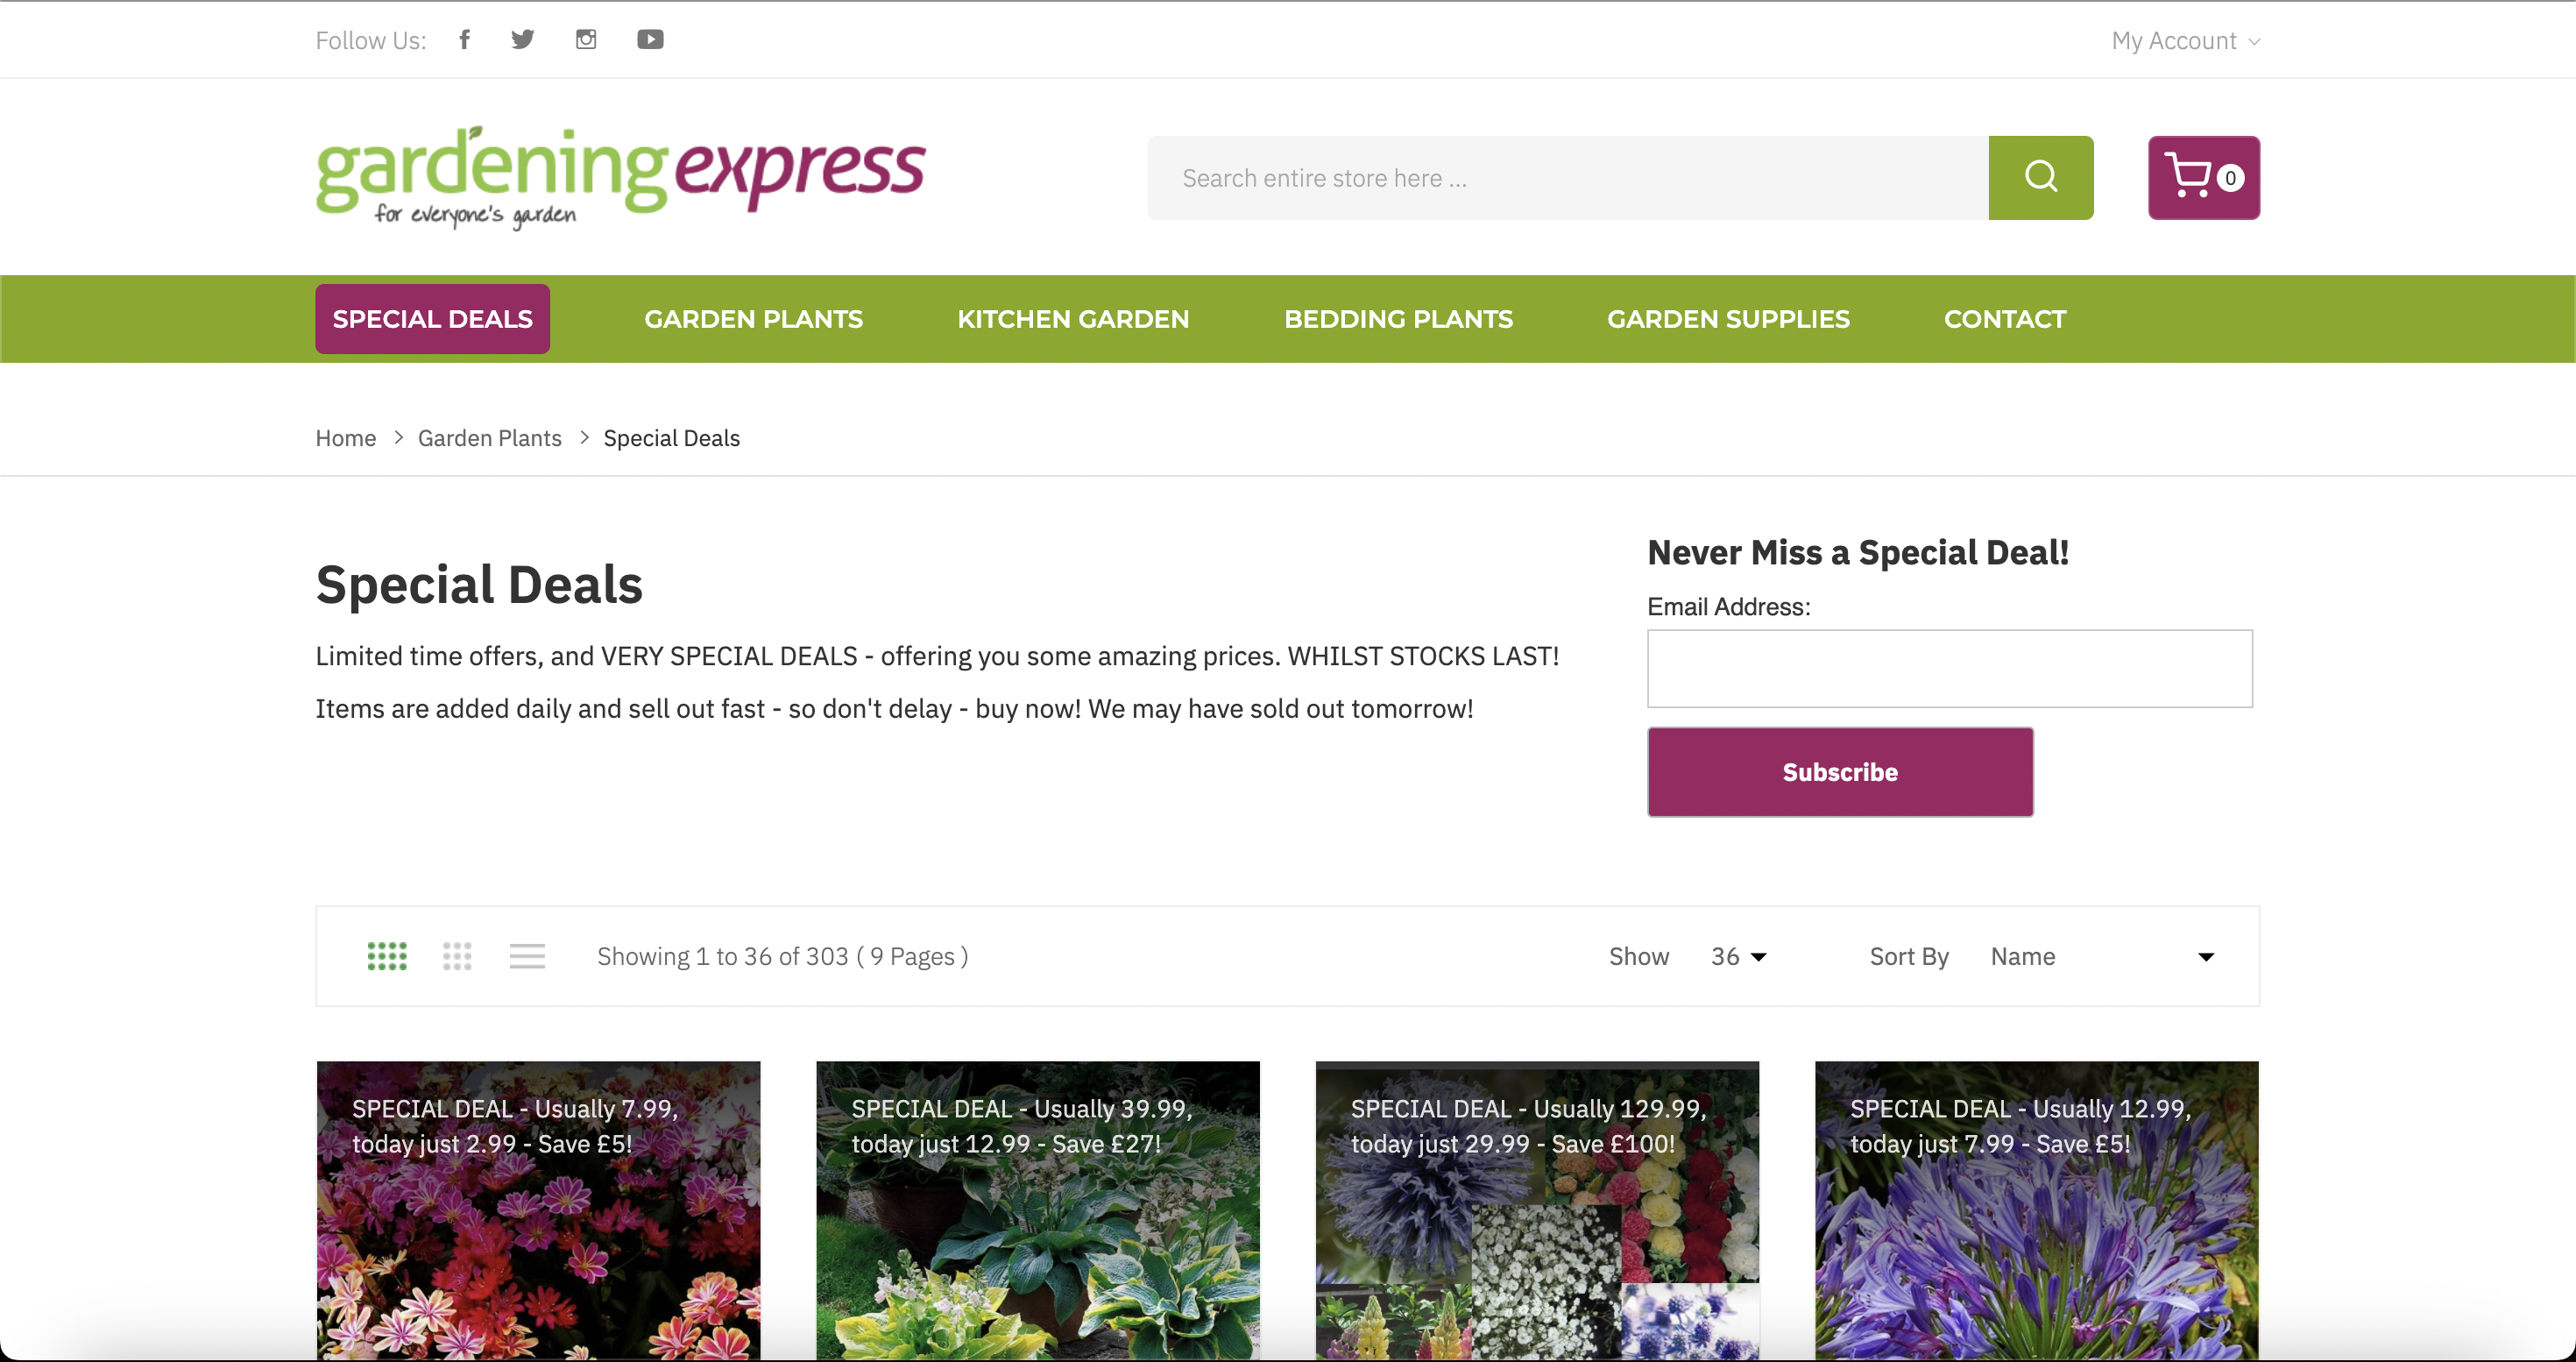 Follow Us:
My Account
gardening express
for everyone's garden
Search entire store here ...
0
SPECIAL DEALS
GARDEN PLANTS
KITCHEN GARDEN
BEDDING PLANTS
GARDEN SUPPLIES
CONTACT
Home > Garden Plants > Special Deals
Special Deals
Limited time offers, and VERY SPECIAL DEALS - offering you some amazing prices. WHILST STOCKS LAST!
Items are added daily and sell out fast - so don't delay - buy now! We may have sold out tomorrow!
Never Miss a Special Deal!
Email Address:
Subscribe
Showing 1 to 36 of 303 ( 9 Pages )
Show 36
Sort By Name
SPECIAL DEAL - Usually 7.99,
today just 2.99 - Save £5!
SPECIAL DEAL - Usually 39.99,
today just 12.99 - Save £27!
SPECIAL DEAL - Usually 129.99,
today just 29.99 - Save £100!
SPECIAL DEAL - Usually 12.99,
today just 7.99 - Save £5!